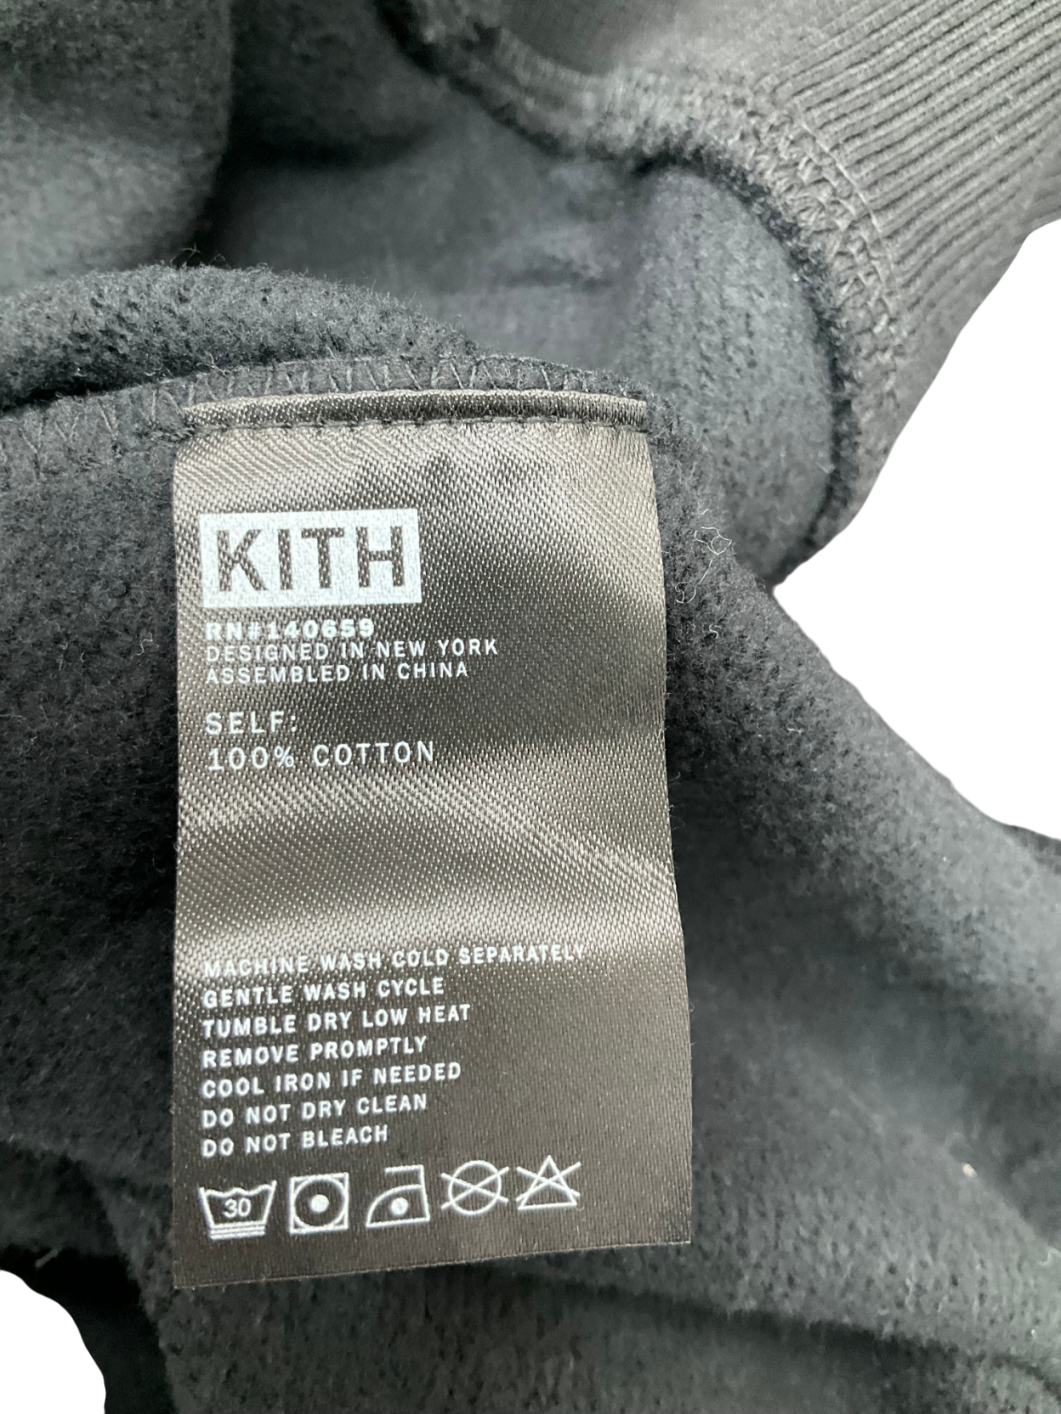 KITH
RN#140659
DESIGNED IN NEW YORK
ASSEMBLED IN CHINA
SELF:
100% COTTON
MACHINE WASH COLD SEPARATELY
GENTLE WASH CYCLE
TUMBLE DRY LOW HEAT
REMOVE PROMPTLY
COOL IRON IF NEEDED
DO NOT DRY CLEAN
DO NOT BLEACH
30